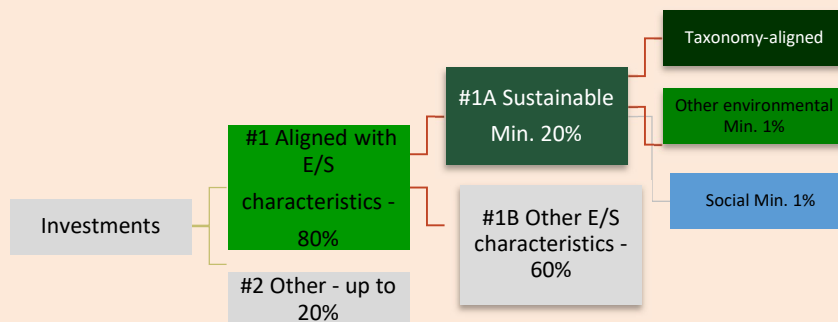 Taxonomy-aligned
#1A Sustainable
Min. 20%
Other environmental
Min. 1%
#1 Aligned with
E/S
characteristics -
80%
Social Min. 1%
Investments
#1B Other E/S
characteristics -
60%
#2 Other - up to
20%